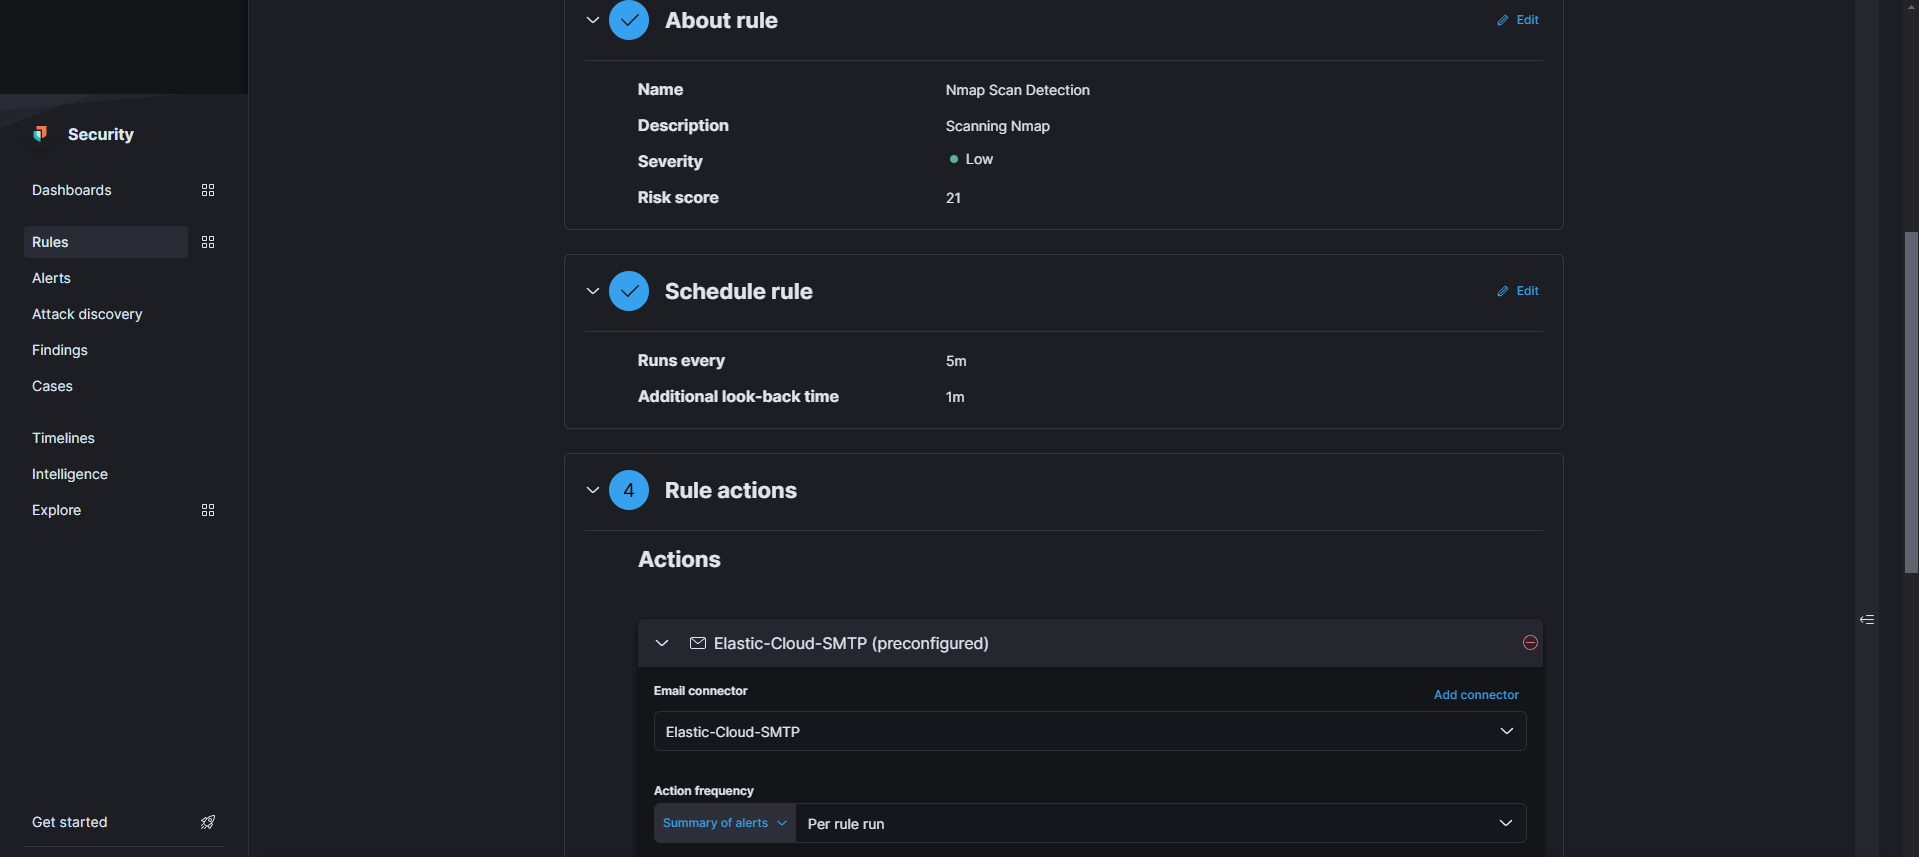 Security
Dashboards
Rules
Alerts
Attack discovery
Findings
Cases
Timelines
Intelligence
Explore
Get started
About rule
Edit
Name Nmap Scan Detection
Description Scanning Nmap
Severity Low
Risk score 21
Schedule rule
Edit
Runs every 5m
Additional look-back time 1m
4 Rule actions
Actions
Elastic-Cloud-SMTP (preconfigured)
Email connector
Add connector
Elastic-Cloud-SMTP
Action frequency
Summary of alerts Per rule run